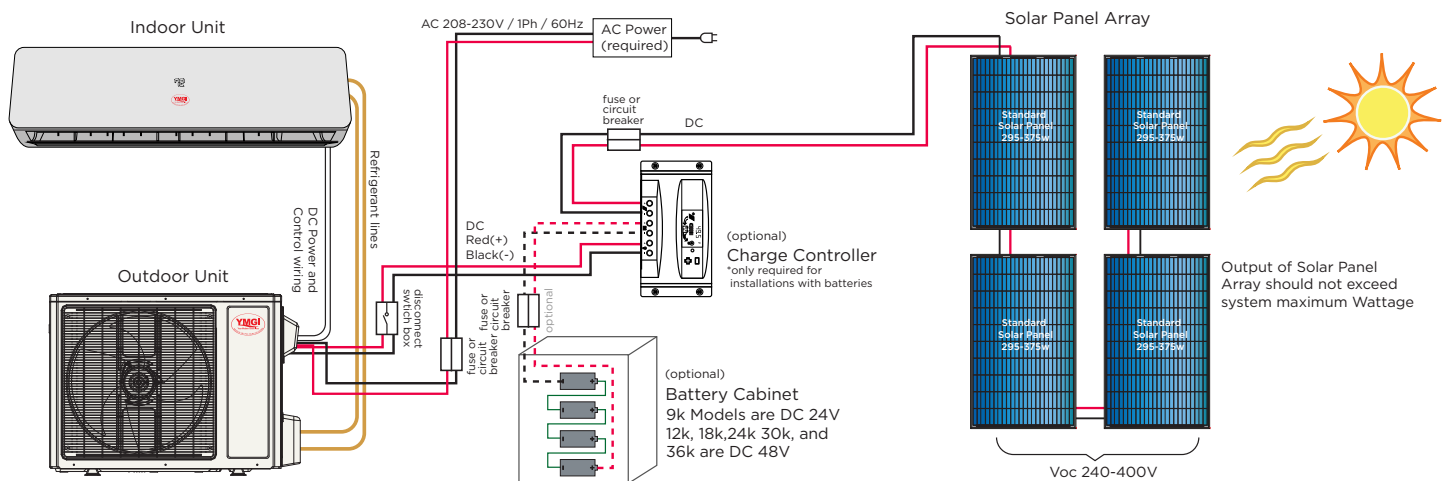 Indoor Unit
YMGI
DC Power and
Control wiring
Refrigerant lines
Outdoor Unit
YMGI
AC 208-230V / 1Ph / 60Hz
AC Power
(required)
fuse or
circuit
breaker
DC
DC
Red(+)
Black(-)
disconnect
swtich box
fuse or
circuit
breaker
fuse or
circuit breaker
optional
(optional)
Charge Controller
*only required for
installations with batteries
(optional)
Battery Cabinet
9k Models are DC 24V
12k, 18k,24k 30k, and
36k are DC 48V
Solar Panel Array
Standard
Solar Panel
295-375w
Standard
Solar Panel
295-375w
Standard
Solar Panel
295-375w
Standard
Solar Panel
295-375w
Output of Solar Panel
Array should not exceed
system maximum Wattage
Voc 240-400V